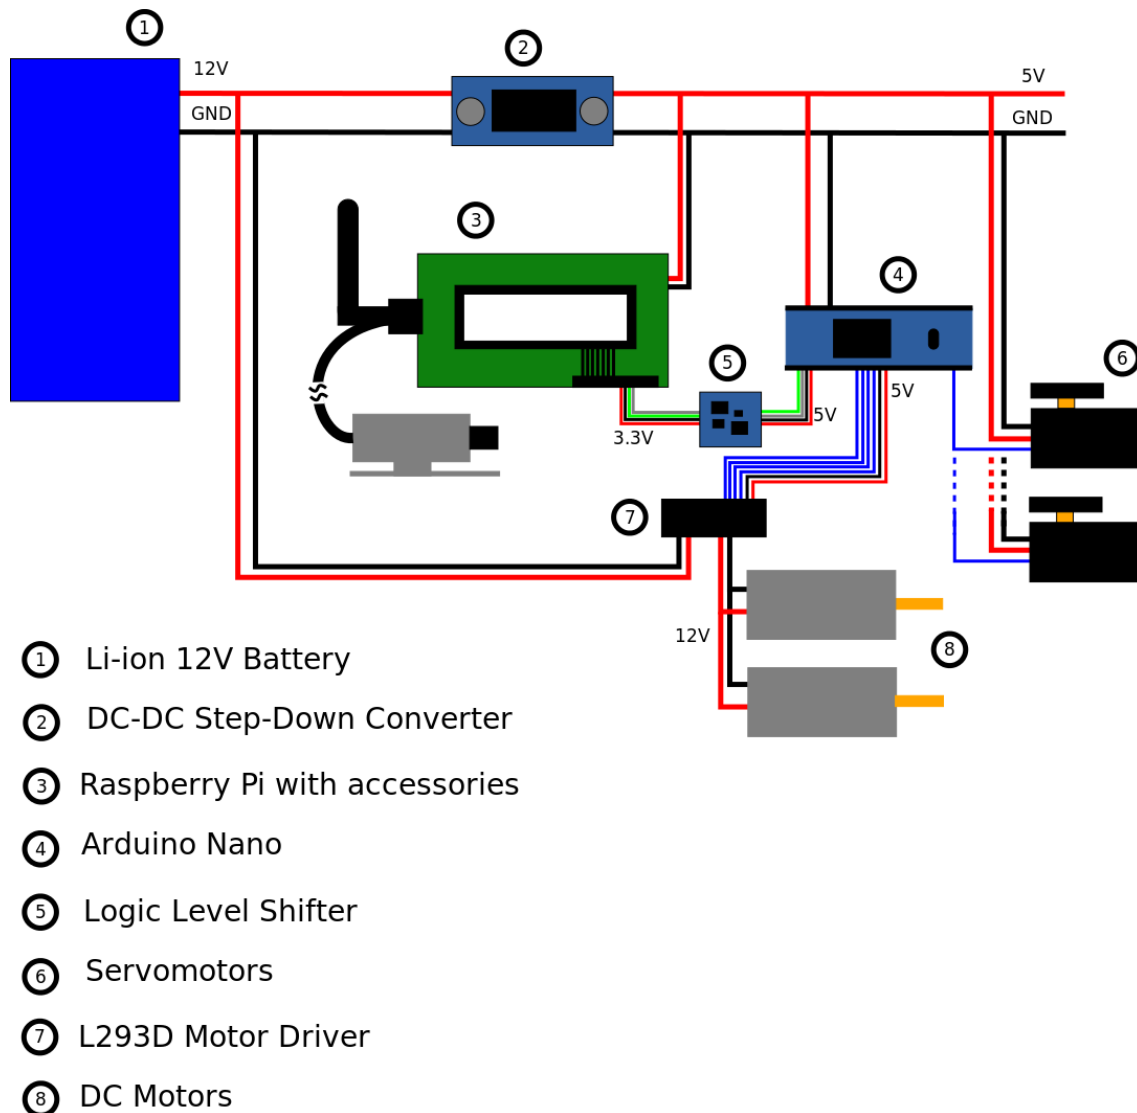 1
2
12V
5V
GND
GND
3
4
5
6
5V
5V
3.3V
7
12V
8
1 Li-ion 12V Battery
2 DC-DC Step-Down Converter
3 Raspberry Pi with accessories
4 Arduino Nano
5 Logic Level Shifter
6 Servomotors
7 L293D Motor Driver
8 DC Motors